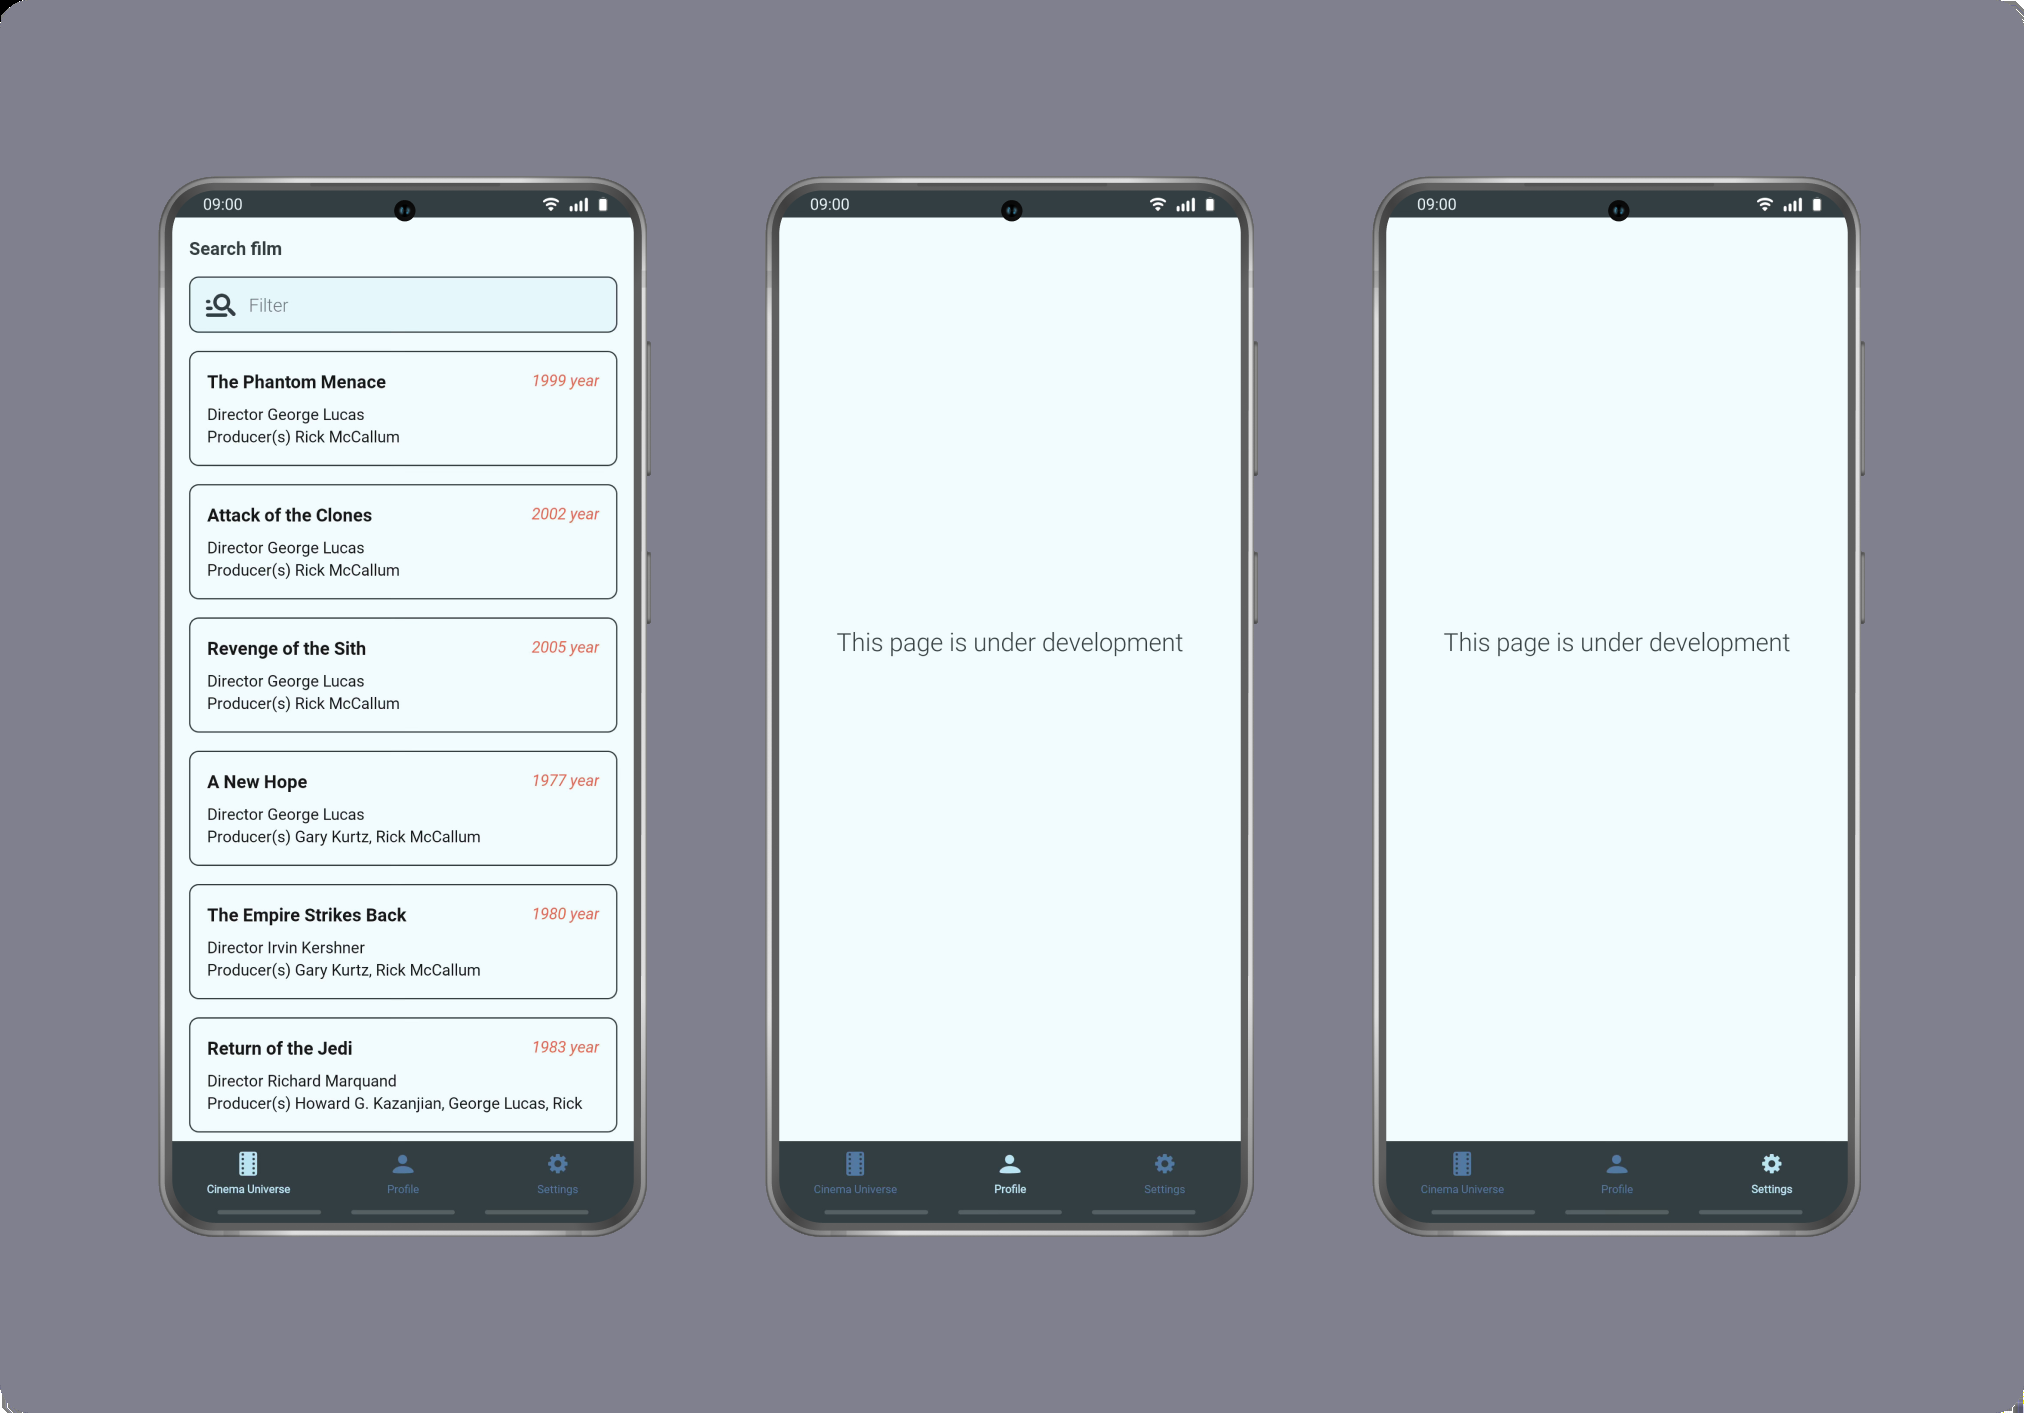 09:00
Search film
Filter
The Phantom Menace
1999 year
Director George Lucas
Producer(s) Rick McCallum
Attack of the Clones
2002 year
Director George Lucas
Producer(s) Rick McCallum
Revenge of the Sith
2005 year
Director George Lucas
Producer(s) Rick McCallum
A New Hope
1977 year
Director George Lucas
Producer(s) Gary Kurtz, Rick McCallum
The Empire Strikes Back
1980 year
Director Irvin Kershner
Producer(s) Gary Kurtz, Rick McCallum
Return of the Jedi
1983 year
Director Richard Marquand
Producer(s) Howard G. Kazanjian, George Lucas, Rick
Cinema Universe
Profile
Settings
09:00
This page is under development
Cinema Universe
Profile
Settings
09:00
This page is under development
Cinema Universe
Profile
Settings